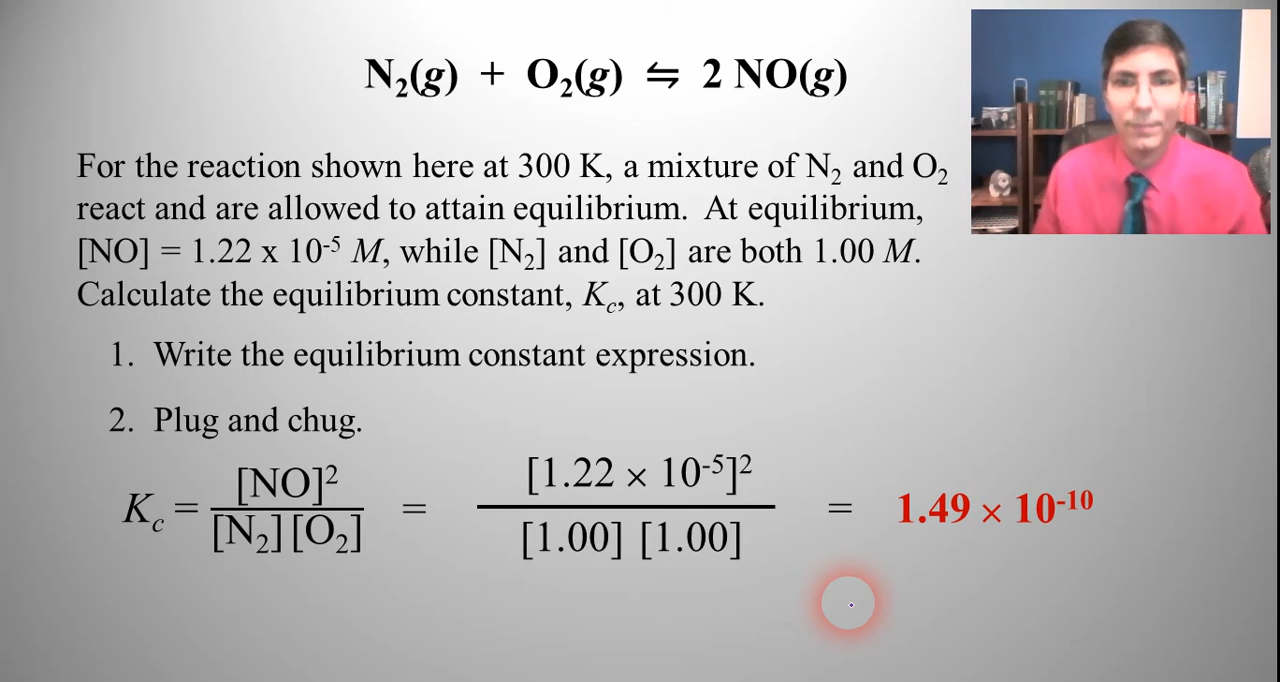 N₂(g) + O₂(g) ⇋ 2 NO(g)
For the reaction shown here at 300 K, a mixture of N₂ and O₂
react and are allowed to attain equilibrium. At equilibrium,
[NO] = 1.22 x 10⁻⁵ M, while [N₂] and [O₂] are both 1.00 M.
Calculate the equilibrium constant, K꜀, at 300 K.
1. Write the equilibrium constant expression.
2. Plug and chug.
K꜀ = [NO]² / [N₂][O₂] = [1.22 × 10⁻⁵]² / [1.00] [1.00] = 1.49 × 10⁻¹⁰